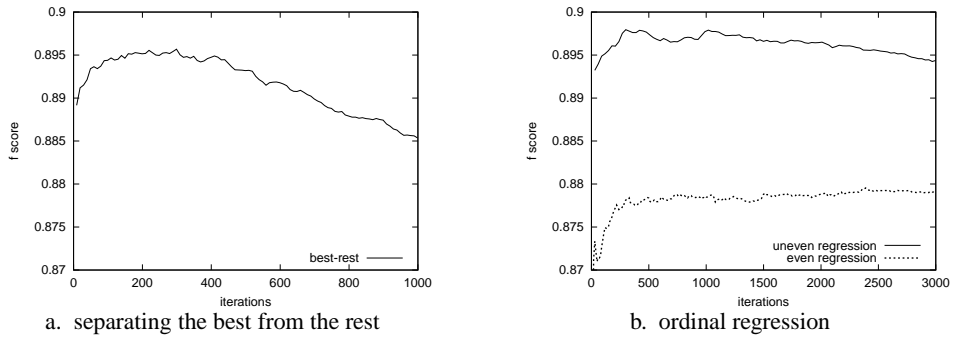 0.9
0.895
0.89
0.885
0.88
0.875
0.87
f score
best-rest
0 200 400 600 800 1000
iterations
a. separating the best from the rest
0.9
0.895
0.89
0.885
0.88
0.875
0.87
f score
uneven regression
even regression
0 500 1000 1500 2000 2500 3000
iterations
b. ordinal regression